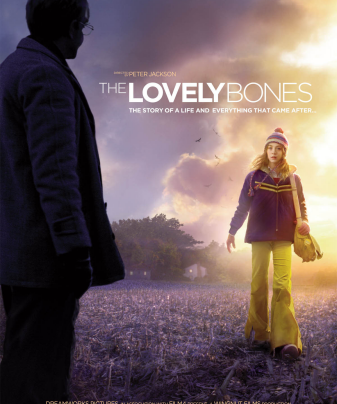 PETER JACKSON
THE LOVELY BONES
THE STORY OF A LIFE AND EVERYTHING THAT CAME AFTER...
DREAMWORKS PICTURES